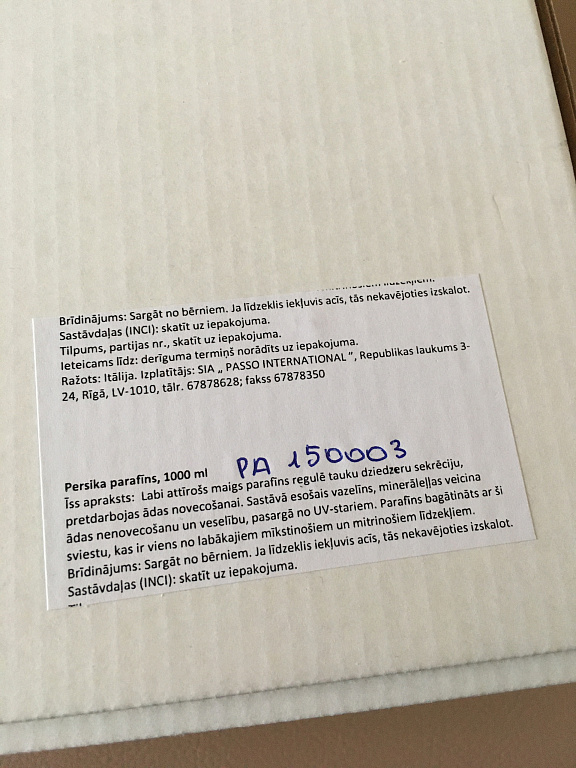 Brīdinājums: Sargāt no bērniem. Ja līdzeklis iekļuvis acīs, tās nekavējoties izskalot.
Sastāvdaļas (INCI): skatīt uz iepakojuma.
Tilpums, partijas nr., skatīt uz iepakojuma.
Ieteicams līdz: derīguma termiņš norādīts uz iepakojuma.
Ražots: Itālija. Izplatītājs: SIA „ PASSO INTERNATIONAL ”, Republikas laukums 3-
24, Rīgā, LV-1010, tālr. 67878628; fakss 67878350
Persika parafīns, 1000 ml PA 150003
Īss apraksts: Labi attīrošs maigs parafīns regulē tauku dziedzeru sekrēciju,
pretdarbojas ādas novecošanai. Sastāvā esošais vazelīns, minerāleļļas veicina
ādas nenovecošanu un veselību, pasargā no UV-stariem. Parafīns bagātināts ar ši
sviestu, kas ir viens no labākajiem mīkstinošiem un mitrinošiem līdzekļiem.
Brīdinājums: Sargāt no bērniem. Ja līdzeklis iekļuvis acīs, tās nekavējoties izskalot.
Sastāvdaļas (INCI): skatīt uz iepakojuma.